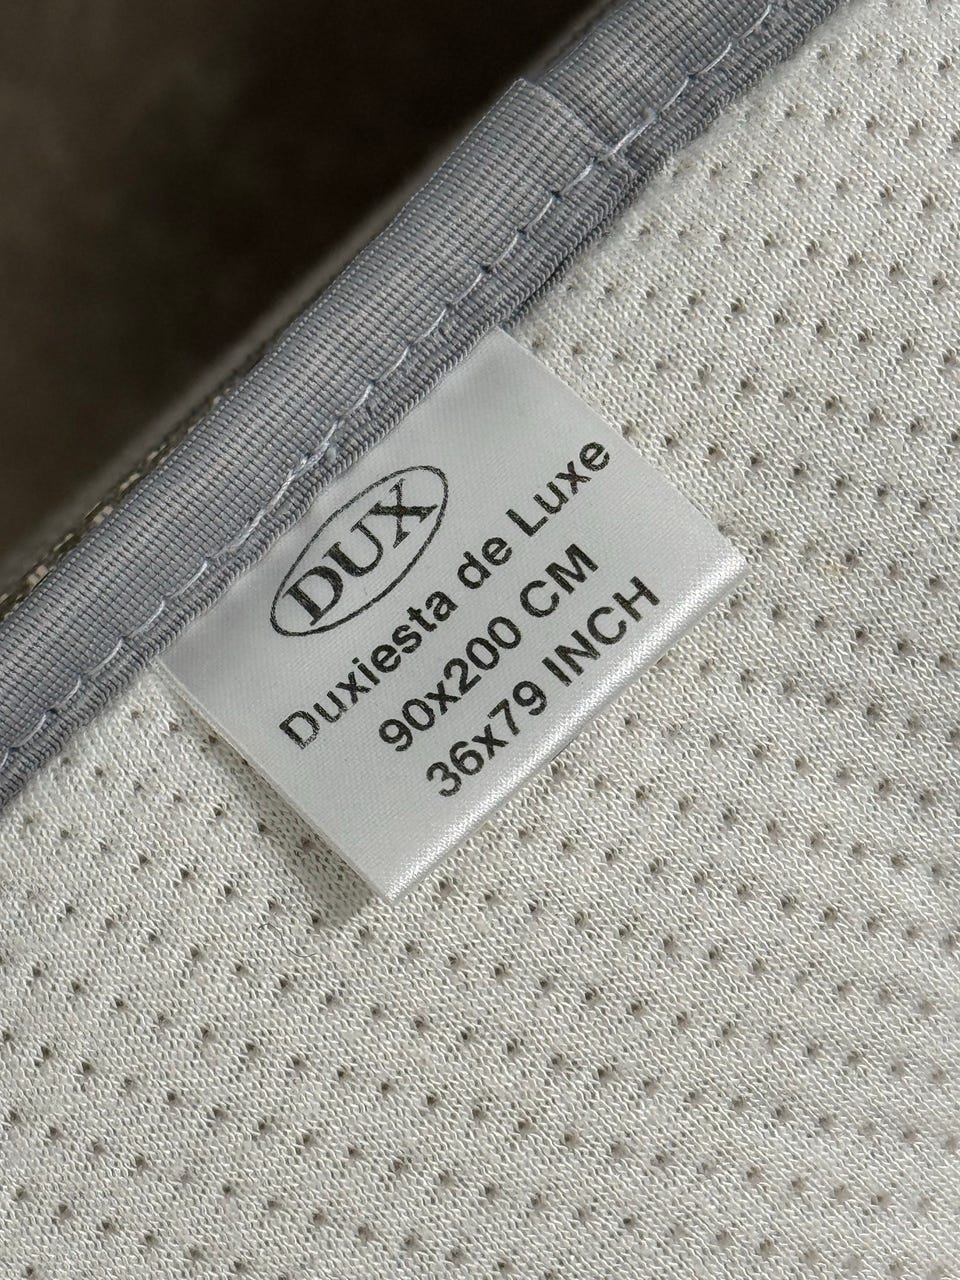 DUX
Duxiesta de Luxe
90x200 CM
36x79 INCH